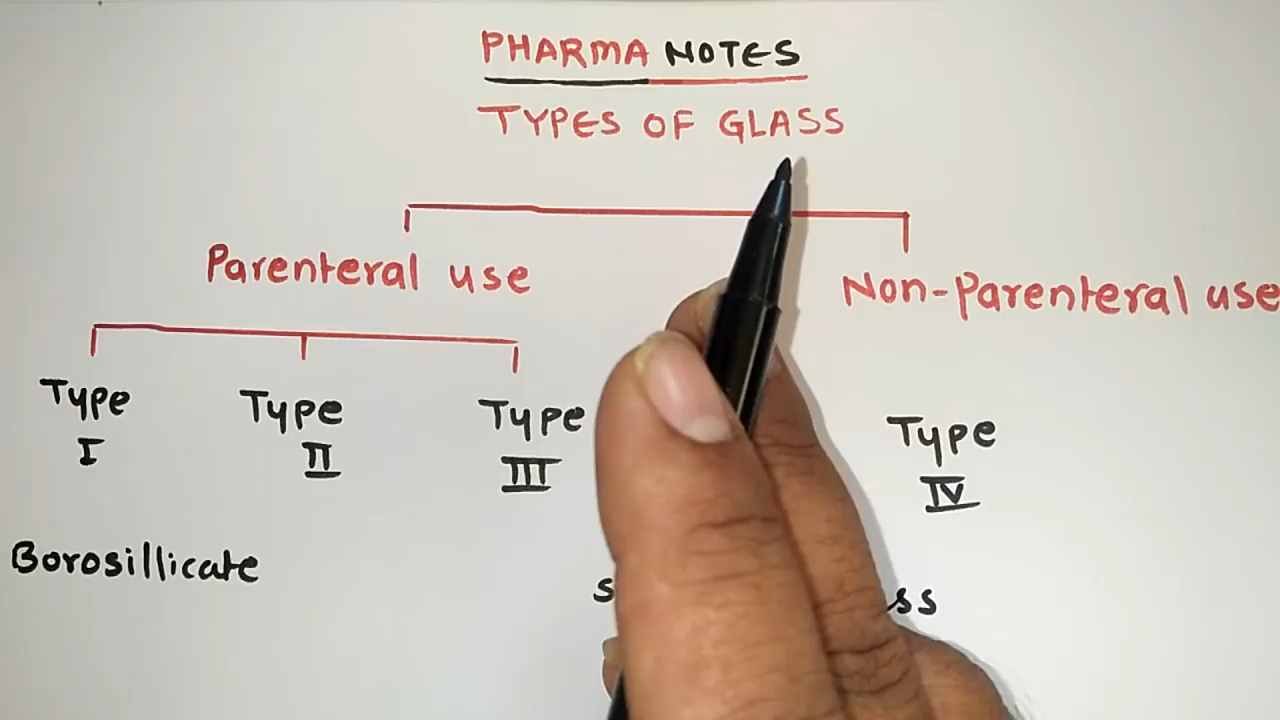 PHARMA NOTES
TYPES OF GLASS
Parenteral use
Non-Parenteral use
Type I
Type II
Type III
Type IV
Borosillicate